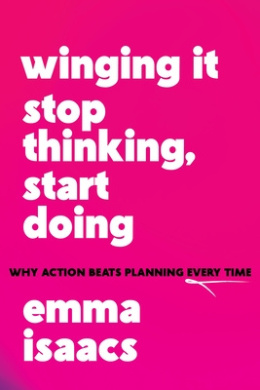 winging it
stop
thinking,
start
doing
WHY ACTION BEATS PLANNING EVERY TIME
emma
isaacs